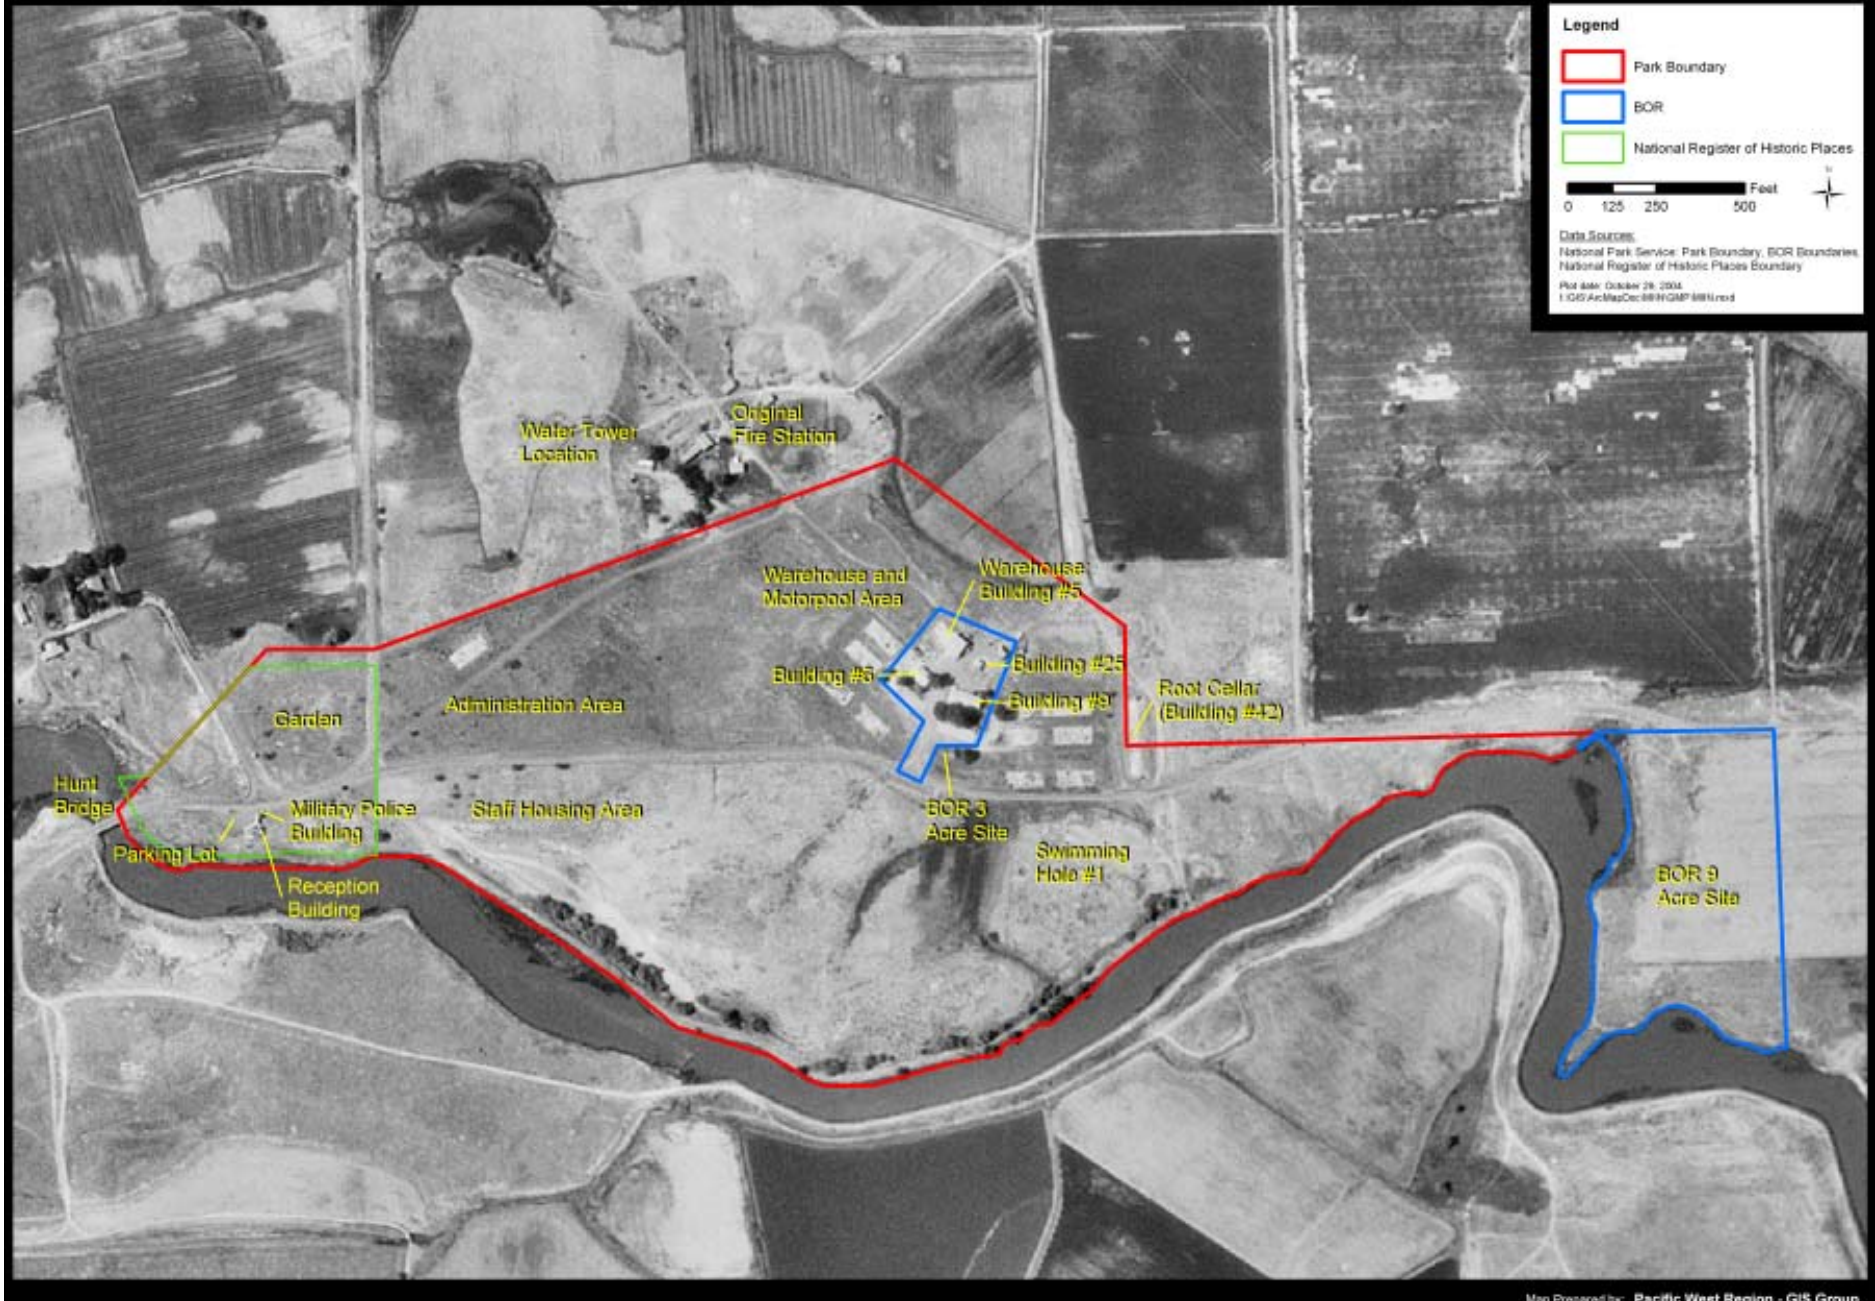 Legend
Park Boundary
BOR
National Register of Historic Places
Feet
0 125 250 500
Data Sources:
National Park Service: Park Boundary, BOR Boundaries,
National Register of Historic Places Boundary
Plot date: October 28, 2004
Original
Fire Station
Water Tower
Location
Warehouse and
Motorpool Area
Warehouse
Building #5
Building #6
Building #25
Building #9
Root Cellar
(Building #42)
Administration Area
Garden
Hunt
Bridge
Military Police
Building
Staff Housing Area
Parking Lot
Reception
Building
BOR 3
Acre Site
Swimming
Hole #1
BOR 9
Acre Site
Map Prepared by: Pacific West Region - GIS Group